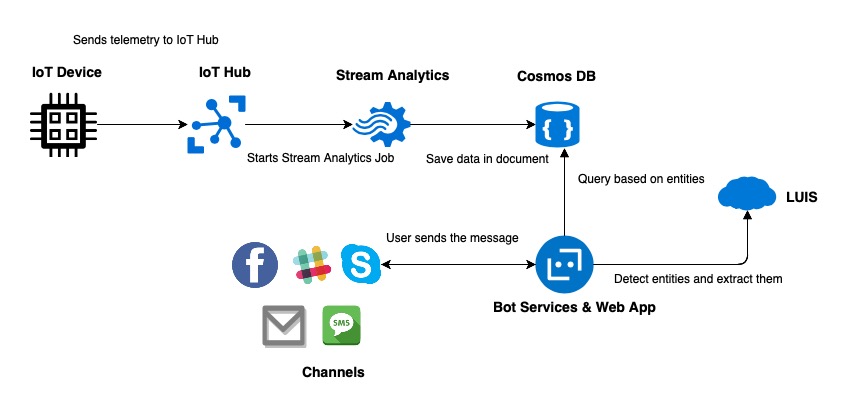 Sends telemetry to IoT Hub
IoT Device
IoT Hub
Stream Analytics
Cosmos DB
{ }
Starts Stream Analytics Job
Save data in document
Query based on entities
LUIS
User sends the message
f
S
Detect entities and extract them
Bot Services & Web App
SMS
Channels